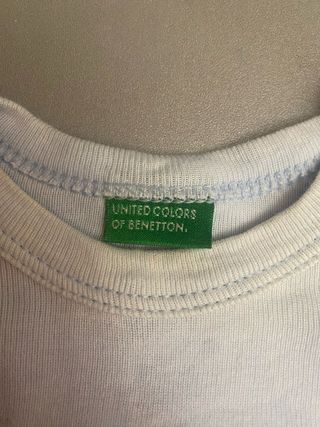 UNITED COLORS
OF BENETTON.